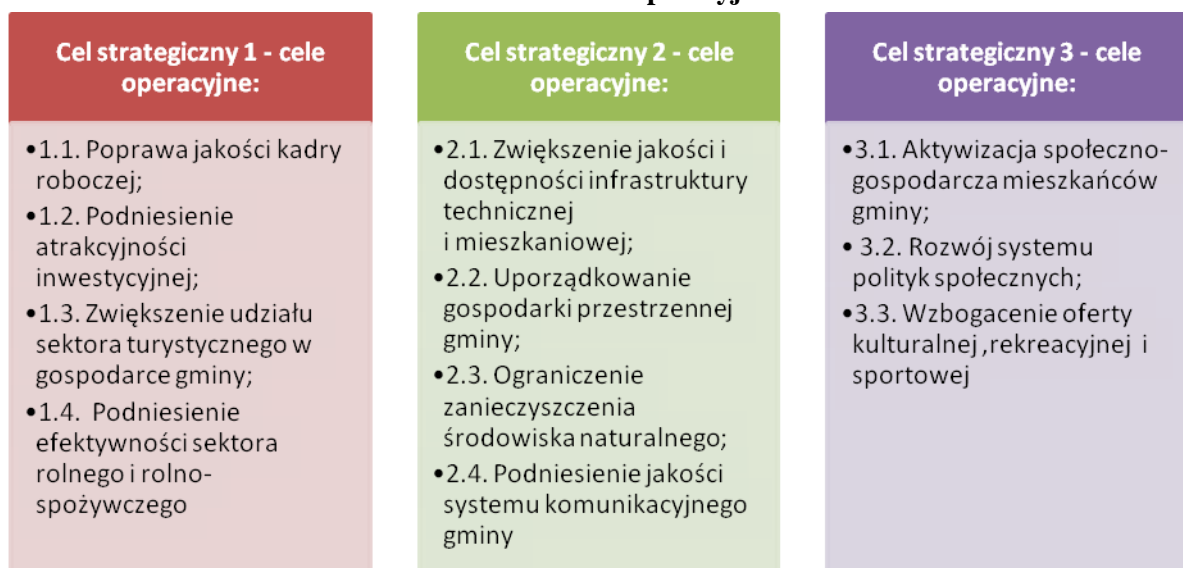 Cel strategiczny 1 - cele
operacyjne:
•1.1. Poprawa jakości kadry
roboczej;
•1.2. Podniesienie
atrakcyjności
inwestycyjnej;
•1.3. Zwiększenie udziału
sektora turystycznego w
gospodarce gminy;
•1.4. Podniesienie
efektywności sektora
rolnego i rolno-
spożywczego
Cel strategiczny 2 - cele
operacyjne:
•2.1. Zwiększenie jakości i
dostępności infrastruktury
technicznej
i mieszkaniowej;
•2.2. Uporządkowanie
gospodarki przestrzennej
gminy;
•2.3. Ograniczenie
zanieczyszczenia
środowiska naturalnego;
•2.4. Podniesienie jakości
systemu komunikacyjnego
gminy
Cel strategiczny 3 - cele
operacyjne:
•3.1. Aktywizacja społeczno-
gospodarcza mieszkańców
gminy;
• 3.2. Rozwój systemu
polityk społecznych;
•3.3. Wzbogacenie oferty
kulturalnej ,rekreacyjnej i
sportowej